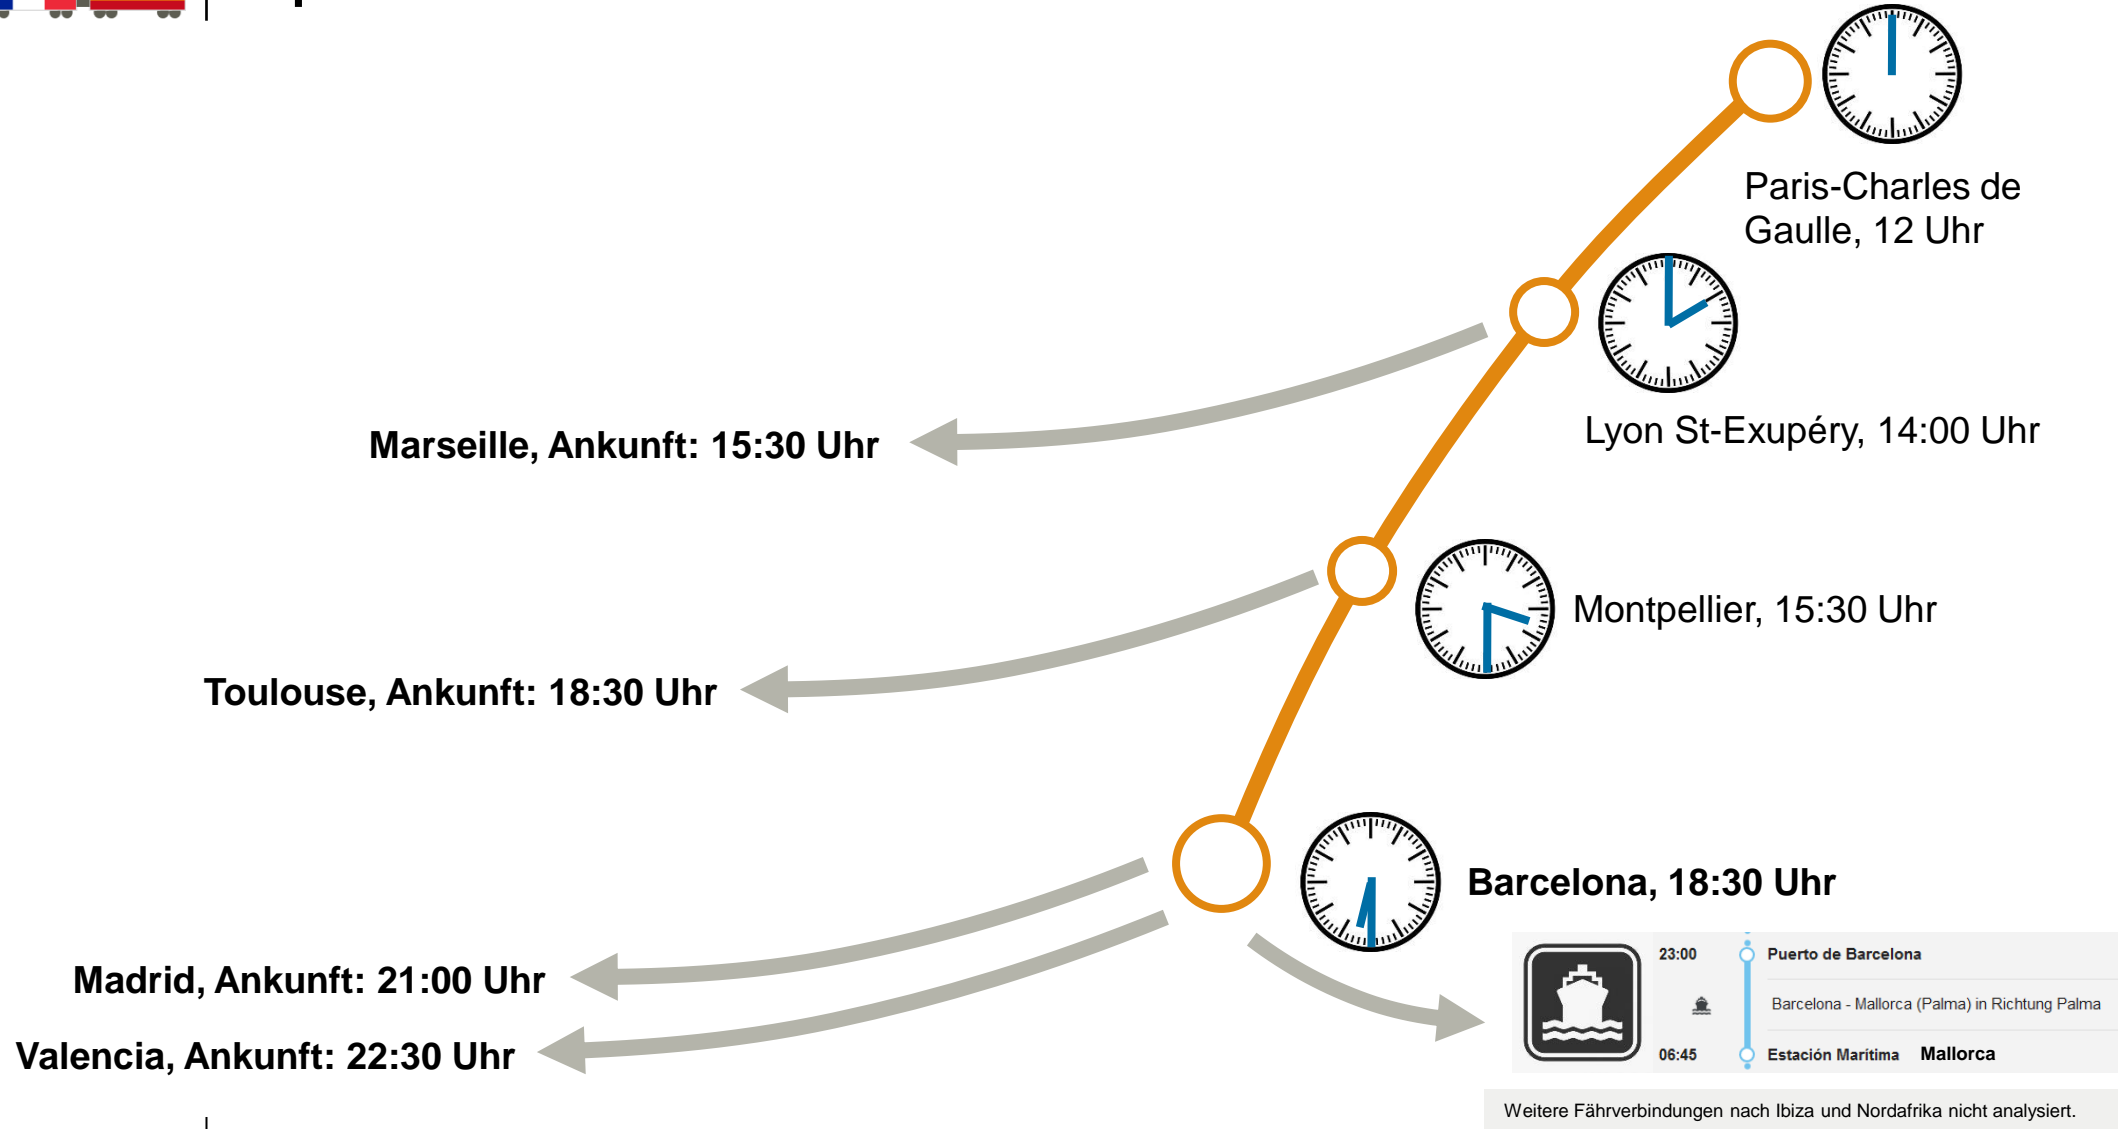 Paris-Charles de
Gaulle, 12 Uhr
Lyon St-Exupéry, 14:00 Uhr
Marseille, Ankunft: 15:30 Uhr
Montpellier, 15:30 Uhr
Toulouse, Ankunft: 18:30 Uhr
Barcelona, 18:30 Uhr
23:00 Puerto de Barcelona
Barcelona - Mallorca (Palma) in Richtung Palma
06:45 Estación Marítima Mallorca
Madrid, Ankunft: 21:00 Uhr
Valencia, Ankunft: 22:30 Uhr
Weitere Fährverbindungen nach Ibiza und Nordafrika nicht analysiert.